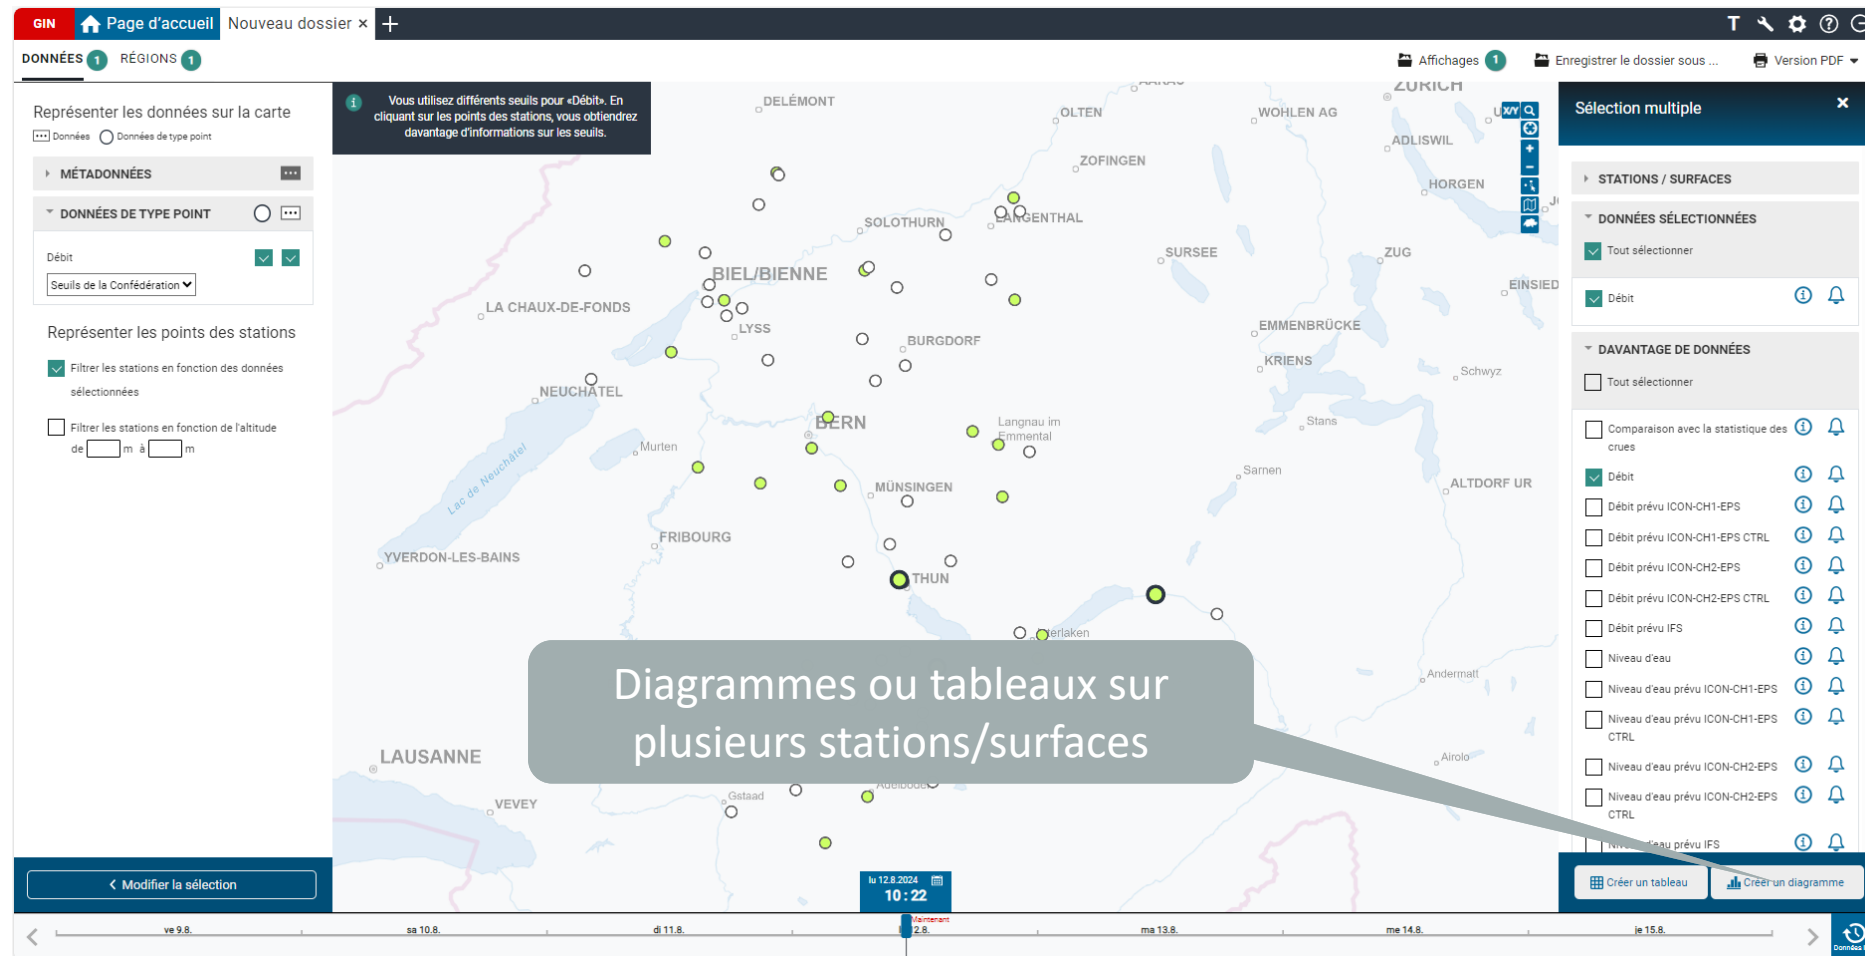 GIN
Page d'accueil
Nouveau dossier ×
T
DONNÉES 1 RÉGIONS 1
Affichages 1
Enregistrer le dossier sous ...
Version PDF
Représenter les données sur la carte
Données Données de type point
MÉTADONNÉES
DONNÉES DE TYPE POINT
Débit
Seuils de la Confédération
Représenter les points des stations
Filtrer les stations en fonction des données
sélectionnées
Filtrer les stations en fonction de l'altitude
de m à m
Modifier la sélection
Vous utilisez différents seuils pour «Débit». En
cliquant sur les points des stations, vous obtiendrez
davantage d'informations sur les seuils.
DELÉMONT
AARAU
OLTEN
WOHLEN AG
ZÜRICH
X/Y
ADLISWIL
ZOFINGEN
HORGEN
SOLOTHURN
LANGENTHAL
SURSEE
ZUG
BIEL/BIENNE
EINSIED
LA CHAUX-DE-FONDS
LYSS
EMMENBRÜCKE
BURGDORF
KRIENS
Schwyz
NEUCHÂTEL
BERN
Langnau im
Emmental
Stans
Murten
Lac de Neuchâtel
Sarnen
MÜNSINGEN
ALTDORF UR
FRIBOURG
YVERDON-LES-BAINS
THUN
Interlaken
Andermatt
Diagrammes ou tableaux sur
plusieurs stations/surfaces
LAUSANNE
Airolo
Adelboden
Gstaad
VEVEY
Sélection multiple
STATIONS / SURFACES
DONNÉES SÉLECTIONNÉES
Tout sélectionner
Débit
DAVANTAGE DE DONNÉES
Tout sélectionner
Comparaison avec la statistique des
crues
Débit
Débit prévu ICON-CH1-EPS
Débit prévu ICON-CH1-EPS CTRL
Débit prévu ICON-CH2-EPS
Débit prévu ICON-CH2-EPS CTRL
Débit prévu IFS
Niveau d'eau
Niveau d'eau prévu ICON-CH1-EPS
Niveau d'eau prévu ICON-CH1-EPS
CTRL
Niveau d'eau prévu ICON-CH2-EPS
Niveau d'eau prévu ICON-CH2-EPS
CTRL
Niveau d'eau prévu IFS
Créer un tableau
Créer un diagramme
lu 12.8.2024
10 : 22
Maintenant
ve 9.8. sa 10.8. di 11.8. 12.8. ma 13.8. me 14.8. je 15.8.
Données